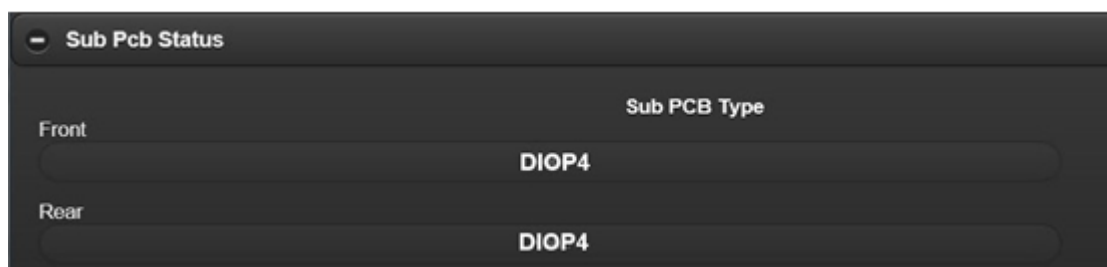 Sub Pcb Status
Sub PCB Type
Front
DIOP4
Rear
DIOP4